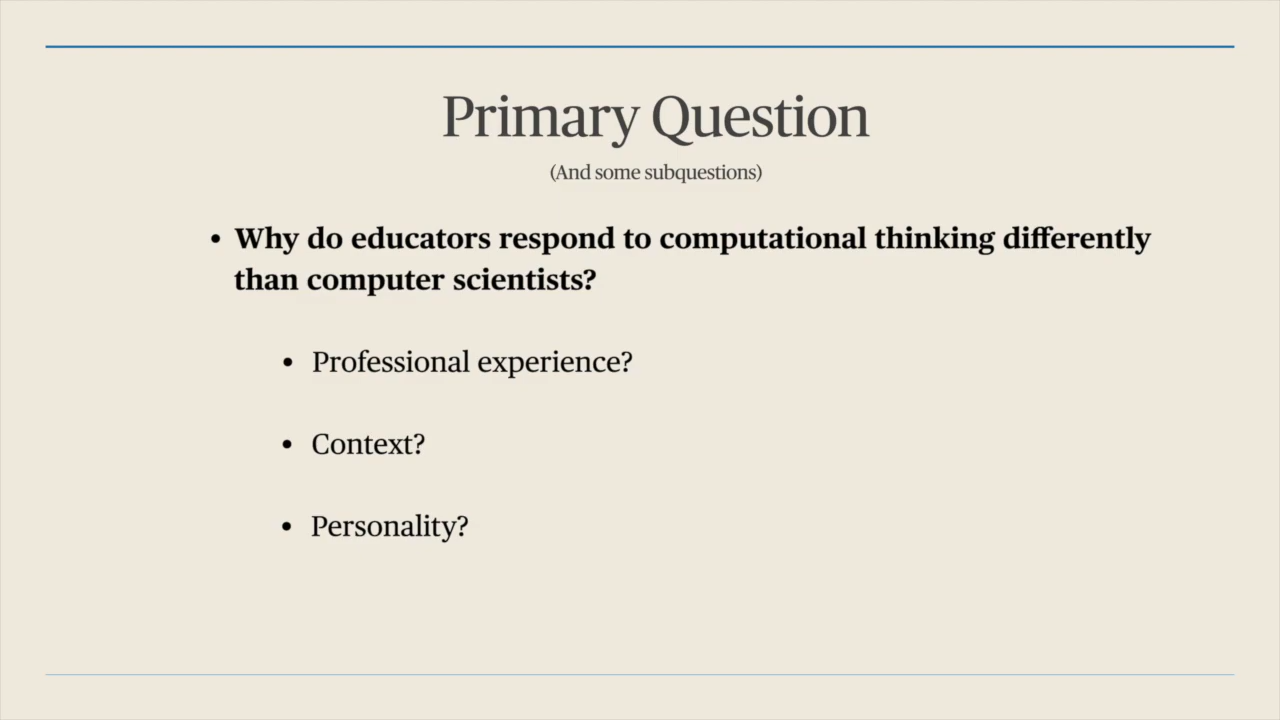 Primary Question
(And some subquestions)
• Why do educators respond to computational thinking differently
than computer scientists?
• Professional experience?
• Context?
• Personality?